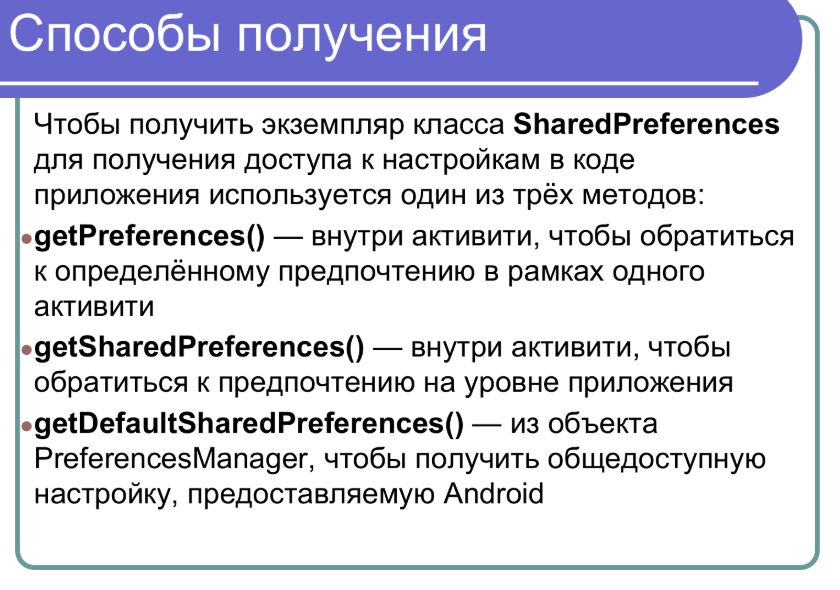 Способы получения
Чтобы получить экземпляр класса SharedPreferences
для получения доступа к настройкам в коде
приложения используется один из трёх методов:
●getPreferences() — внутри активити, чтобы обратиться
к определённому предпочтению в рамках одного
активити
●getSharedPreferences() — внутри активити, чтобы
обратиться к предпочтению на уровне приложения
●getDefaultSharedPreferences() — из объекта
PreferencesManager, чтобы получить общедоступную
настройку, предоставляемую Android